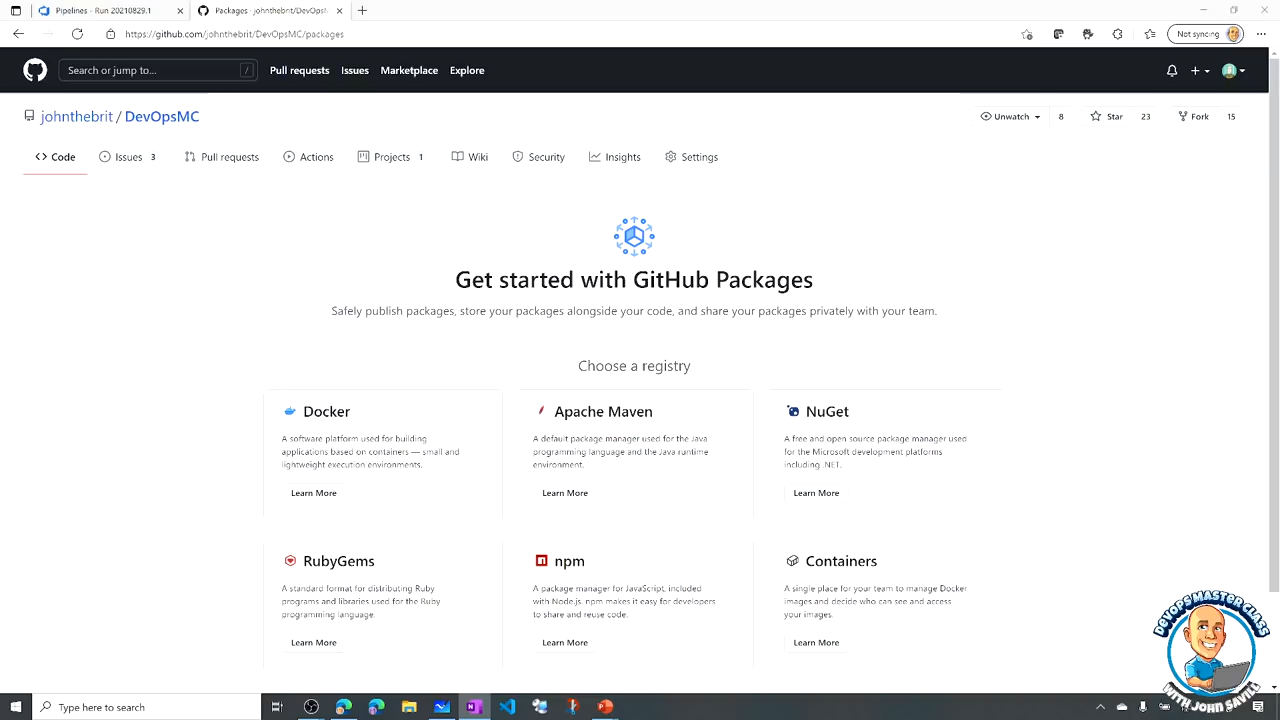 Pipelines - Run 20210829.1
Packages · johnthebrit/DevOps
https://github.com/johnthebrit/DevOpsMC/packages
Not syncing
Search or jump to...
/
Pull requests
Issues
Marketplace
Explore
johnthebrit / DevOpsMC
Unwatch 8
Star 23
Fork 15
Code
Issues 3
Pull requests
Actions
Projects 1
Wiki
Security
Insights
Settings
Get started with GitHub Packages
Safely publish packages, store your packages alongside your code, and share your packages privately with your team.
Choose a registry
Docker
A software platform used for building
applications based on containers — small and
lightweight execution environments.
Learn More
Apache Maven
A default package manager used for the Java
programming language and the Java runtime
environment.
Learn More
NuGet
A free and open source package manager used
for the Microsoft development platforms
including .NET.
Learn More
RubyGems
A standard format for distributing Ruby
programs and libraries used for the Ruby
programming language.
Learn More
npm
A package manager for JavaScript, included
with Node.js. npm makes it easy for developers
to share and reuse code.
Learn More
Containers
A single place for your team to manage Docker
images and decide who can see and access
your images.
Learn More
DEVOPS MASTER CLASS
WITH JOHN SAVILL
Type here to search